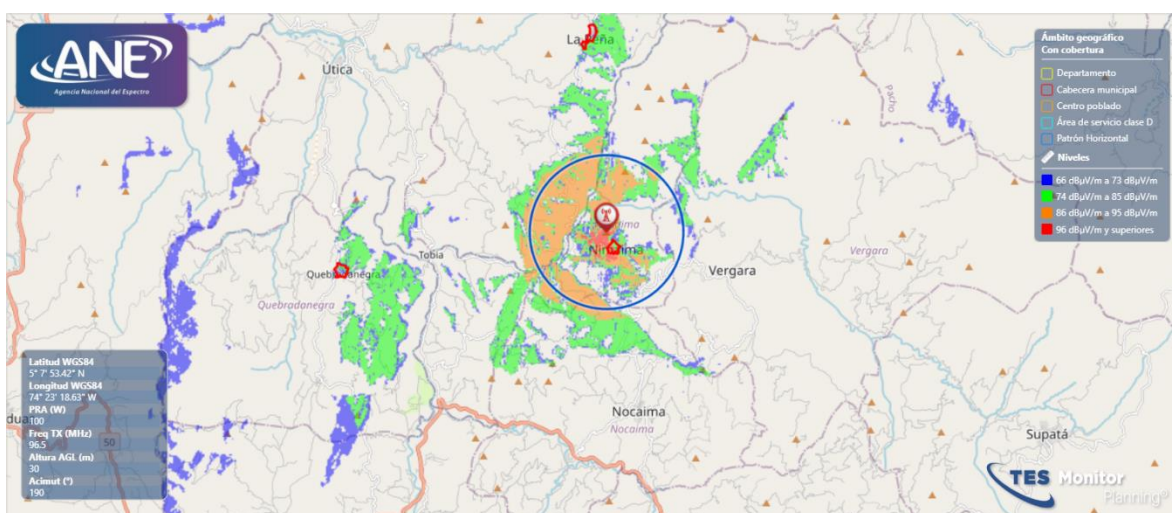 ANE
Agencia Nacional del Espectro
Útica
La Peña
Pacho
Tobia
Nimaima
Quebradanegra
Quebradanegra
Vergara
Vergara
Nocaima
Nocaima
Supatá
50
Ámbito geográfico
Con cobertura
Departamento
Cabecera municipal
Centro poblado
Área de servicio clase D
Patrón Horizontal
Niveles
66 dBµV/m a 73 dBµV/m
74 dBµV/m a 85 dBµV/m
86 dBµV/m a 95 dBµV/m
96 dBµV/m y superiores
Latitud WGS84
5° 7' 53.42" N
Longitud WGS84
74° 23' 18.63" W
PRA (W)
100
Freq TX (MHz)
96.5
Altura AGL (m)
30
Acimut (°)
190
TES Monitor
Planning®